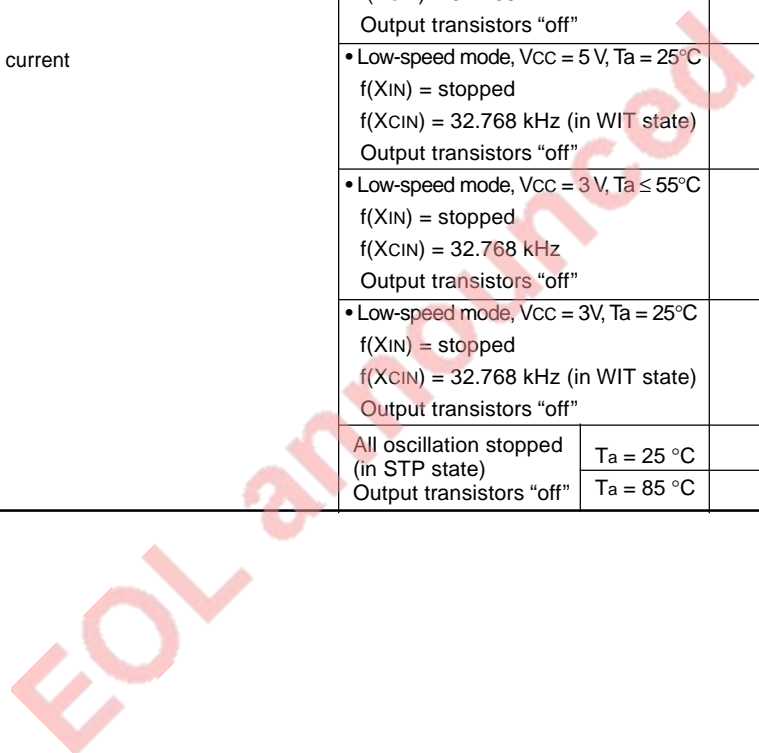 Output transistors “off”
current
• Low-speed mode, VCC = 5 V, Ta = 25°C
f(XIN) = stopped
f(XCIN) = 32.768 kHz (in WIT state)
Output transistors “off”
• Low-speed mode, VCC = 3 V, Ta ≤ 55°C
f(XIN) = stopped
f(XCIN) = 32.768 kHz
Output transistors “off”
• Low-speed mode, VCC = 3V, Ta = 25°C
f(XIN) = stopped
f(XCIN) = 32.768 kHz (in WIT state)
Output transistors “off”
All oscillation stopped
(in STP state)
Output transistors “off”
Ta = 25 °C
Ta = 85 °C
EOL announced